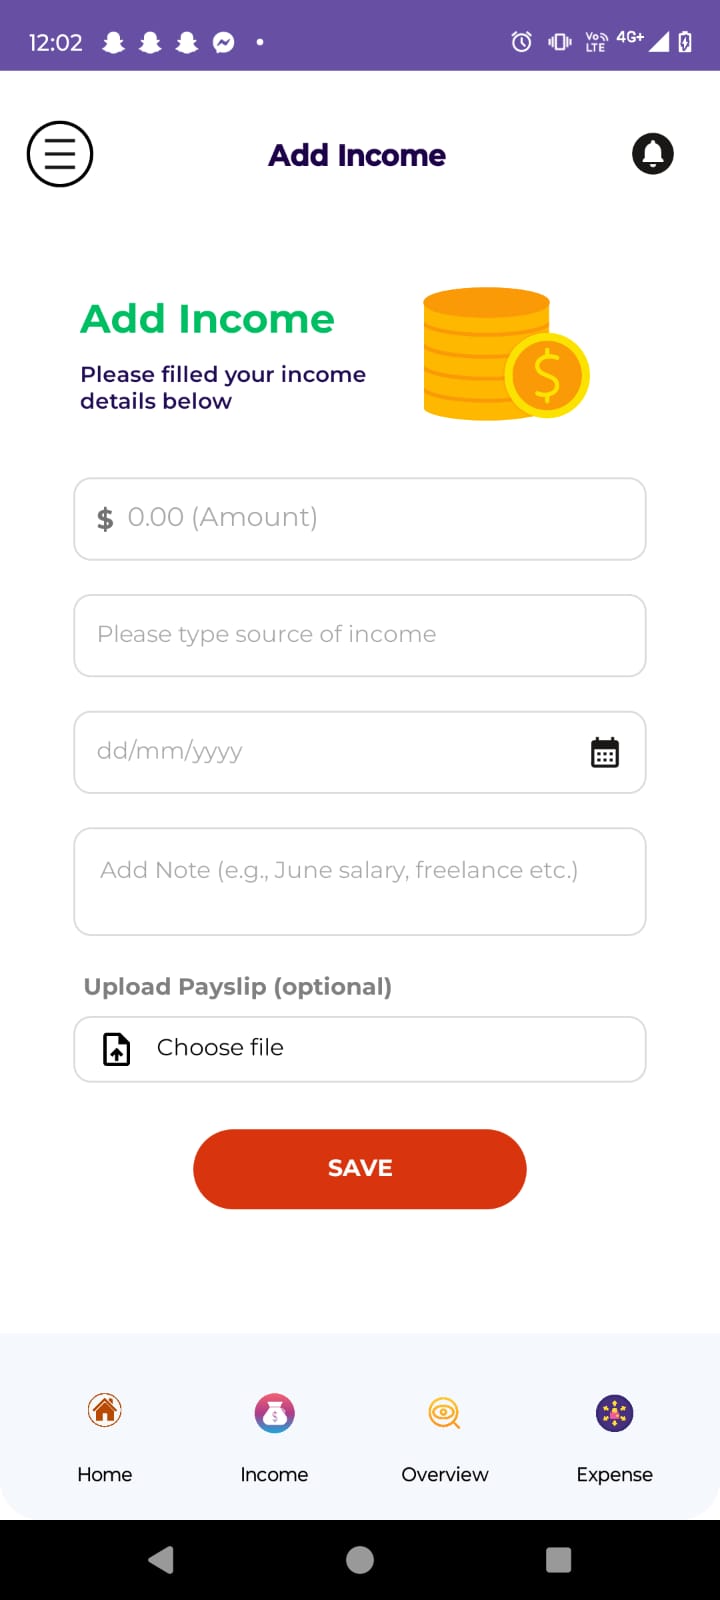 12:02
Vo LTE 4G+
Add Income
Add Income
Please filled your income
details below
$ 0.00 (Amount)
Please type source of income
dd/mm/yyyy
Add Note (e.g., June salary, freelance etc.)
Upload Payslip (optional)
Choose file
SAVE
Home Income Overview Expense